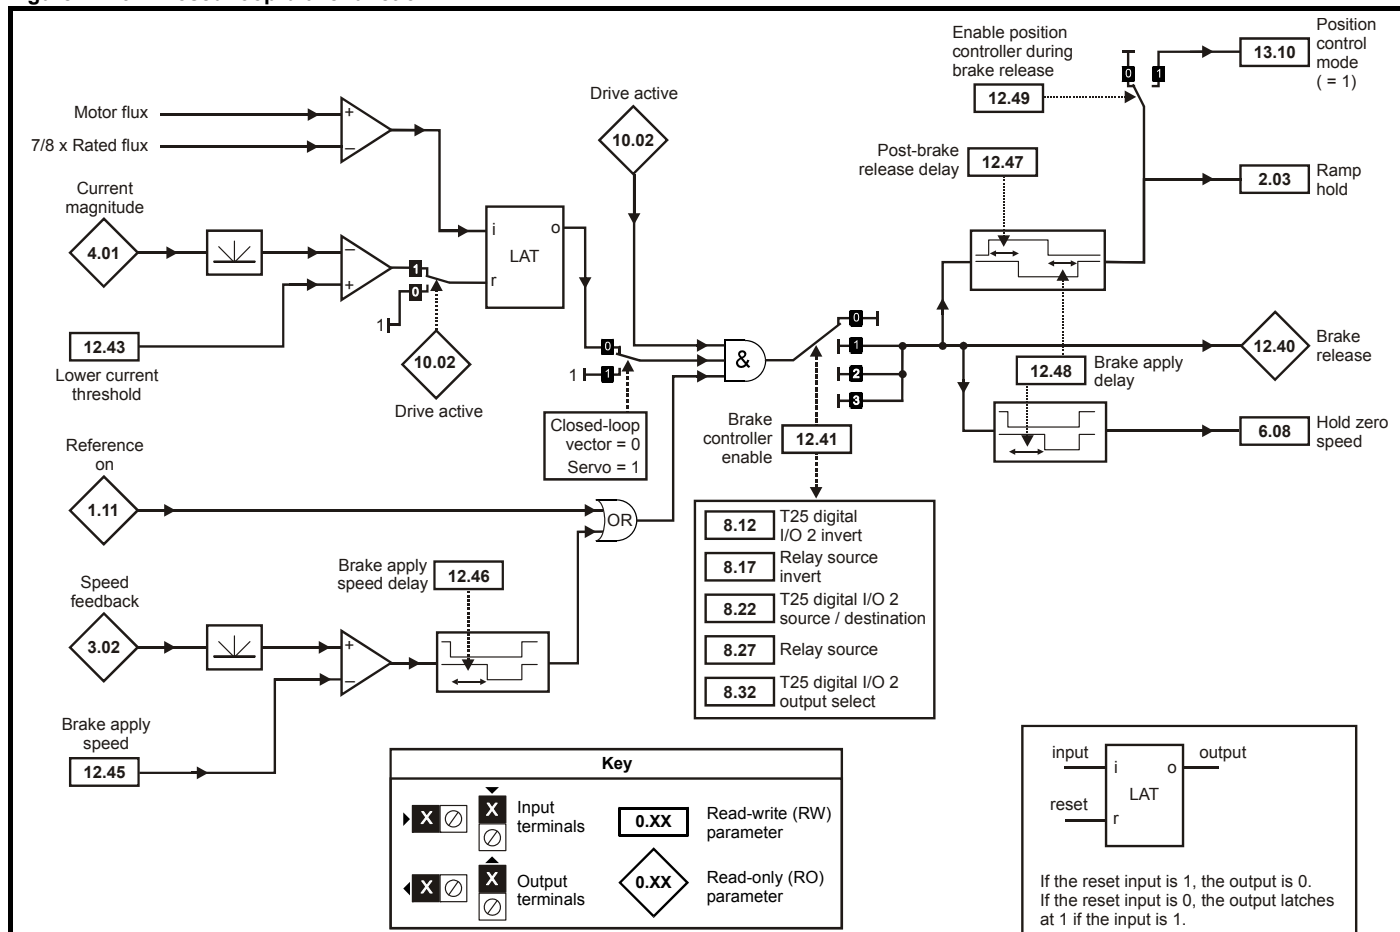 Enable position
controller during
brake release
12.49
0
1
13.10
Position
control
mode
( = 1)
Motor flux
7/8 x Rated flux
+
–
Drive active
10.02
Post-brake
release delay
12.47
2.03
Ramp
hold
Current
magnitude
4.01
–
+
1
0
1
i
o
LAT
r
12.43
Lower current
threshold
10.02
Drive active
0
1
1
&
0
1
2
3
12.40
Brake
release
12.48
Brake apply
delay
Closed-loop
vector = 0
Servo = 1
Brake
controller
enable
12.41
6.08
Hold zero
speed
Reference
on
1.11
OR
8.12
T25 digital
I/O 2 invert
8.17
Relay source
invert
8.22
T25 digital I/O 2
source / destination
8.27
Relay source
8.32
T25 digital I/O 2
output select
Brake apply
speed delay
12.46
Speed
feedback
3.02
+
–
Brake apply
speed
12.45
Key
X
X
Input
terminals
0.XX
Read-write (RW)
parameter
X
X
Output
terminals
0.XX
Read-only (RO)
parameter
input
i
o
output
LAT
reset
r
If the reset input is 1, the output is 0.
If the reset input is 0, the output latches
at 1 if the input is 1.